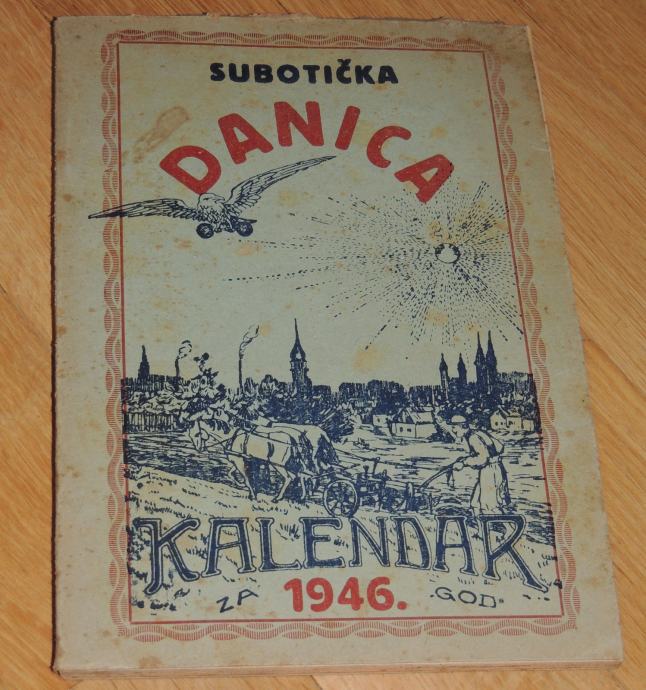 SUBOTIČKA
DANICA
KALENDAR
ZA 1946. GOD.